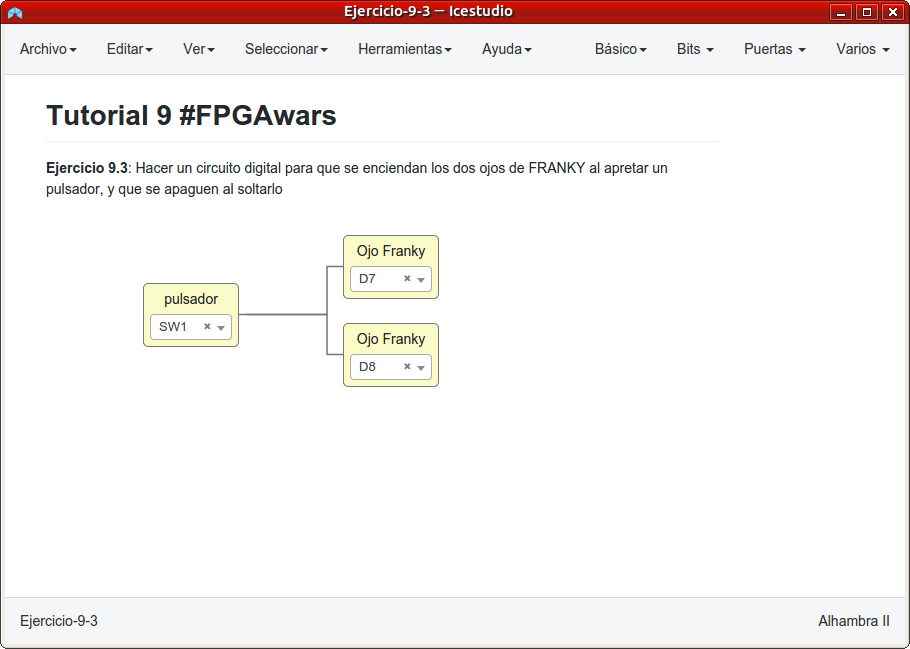 Ejercicio-9-3 — Icestudio
Archivo Editar Ver Seleccionar Herramientas Ayuda Básico Bits Puertas Varios
Tutorial 9 #FPGAwars
Ejercicio 9.3: Hacer un circuito digital para que se enciendan los dos ojos de FRANKY al apretar un
pulsador, y que se apaguen al soltarlo
Ojo Franky
D7 ×
pulsador
SW1 ×
Ojo Franky
D8 ×
Ejercicio-9-3 Alhambra II